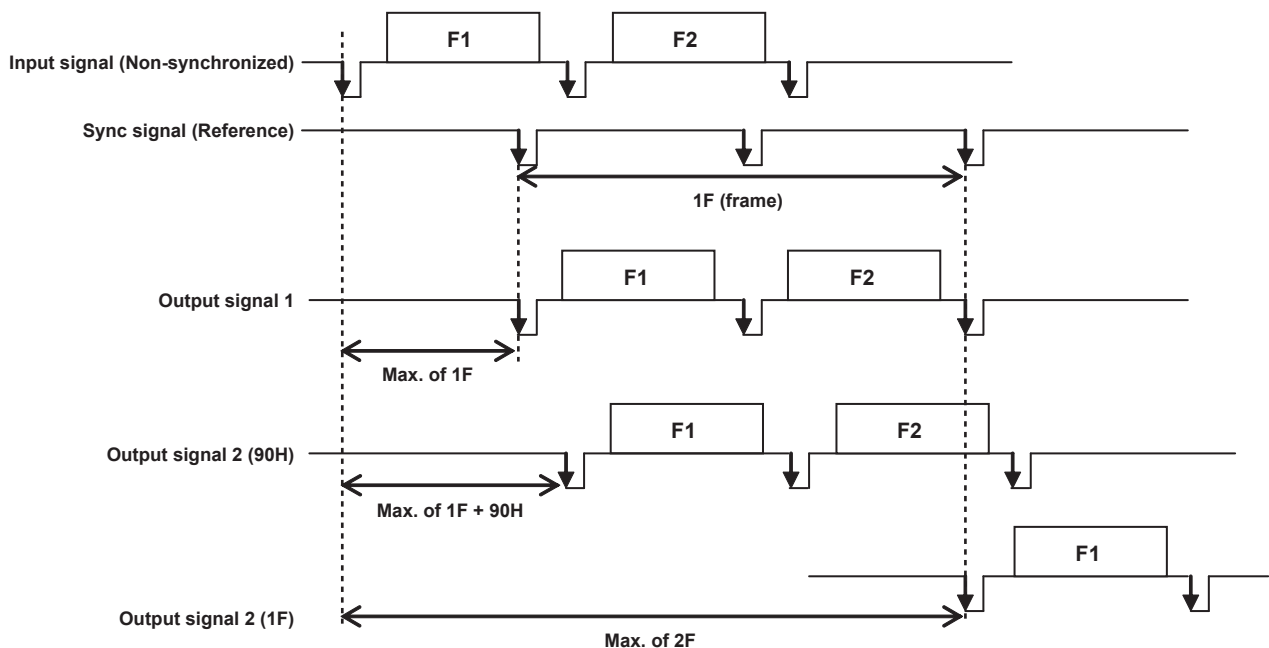 F1
F2
Input signal (Non-synchronized)
Sync signal (Reference)
1F (frame)
F1
F2
Output signal 1
Max. of 1F
F1
F2
Output signal 2 (90H)
Max. of 1F + 90H
F1
Output signal 2 (1F)
Max. of 2F